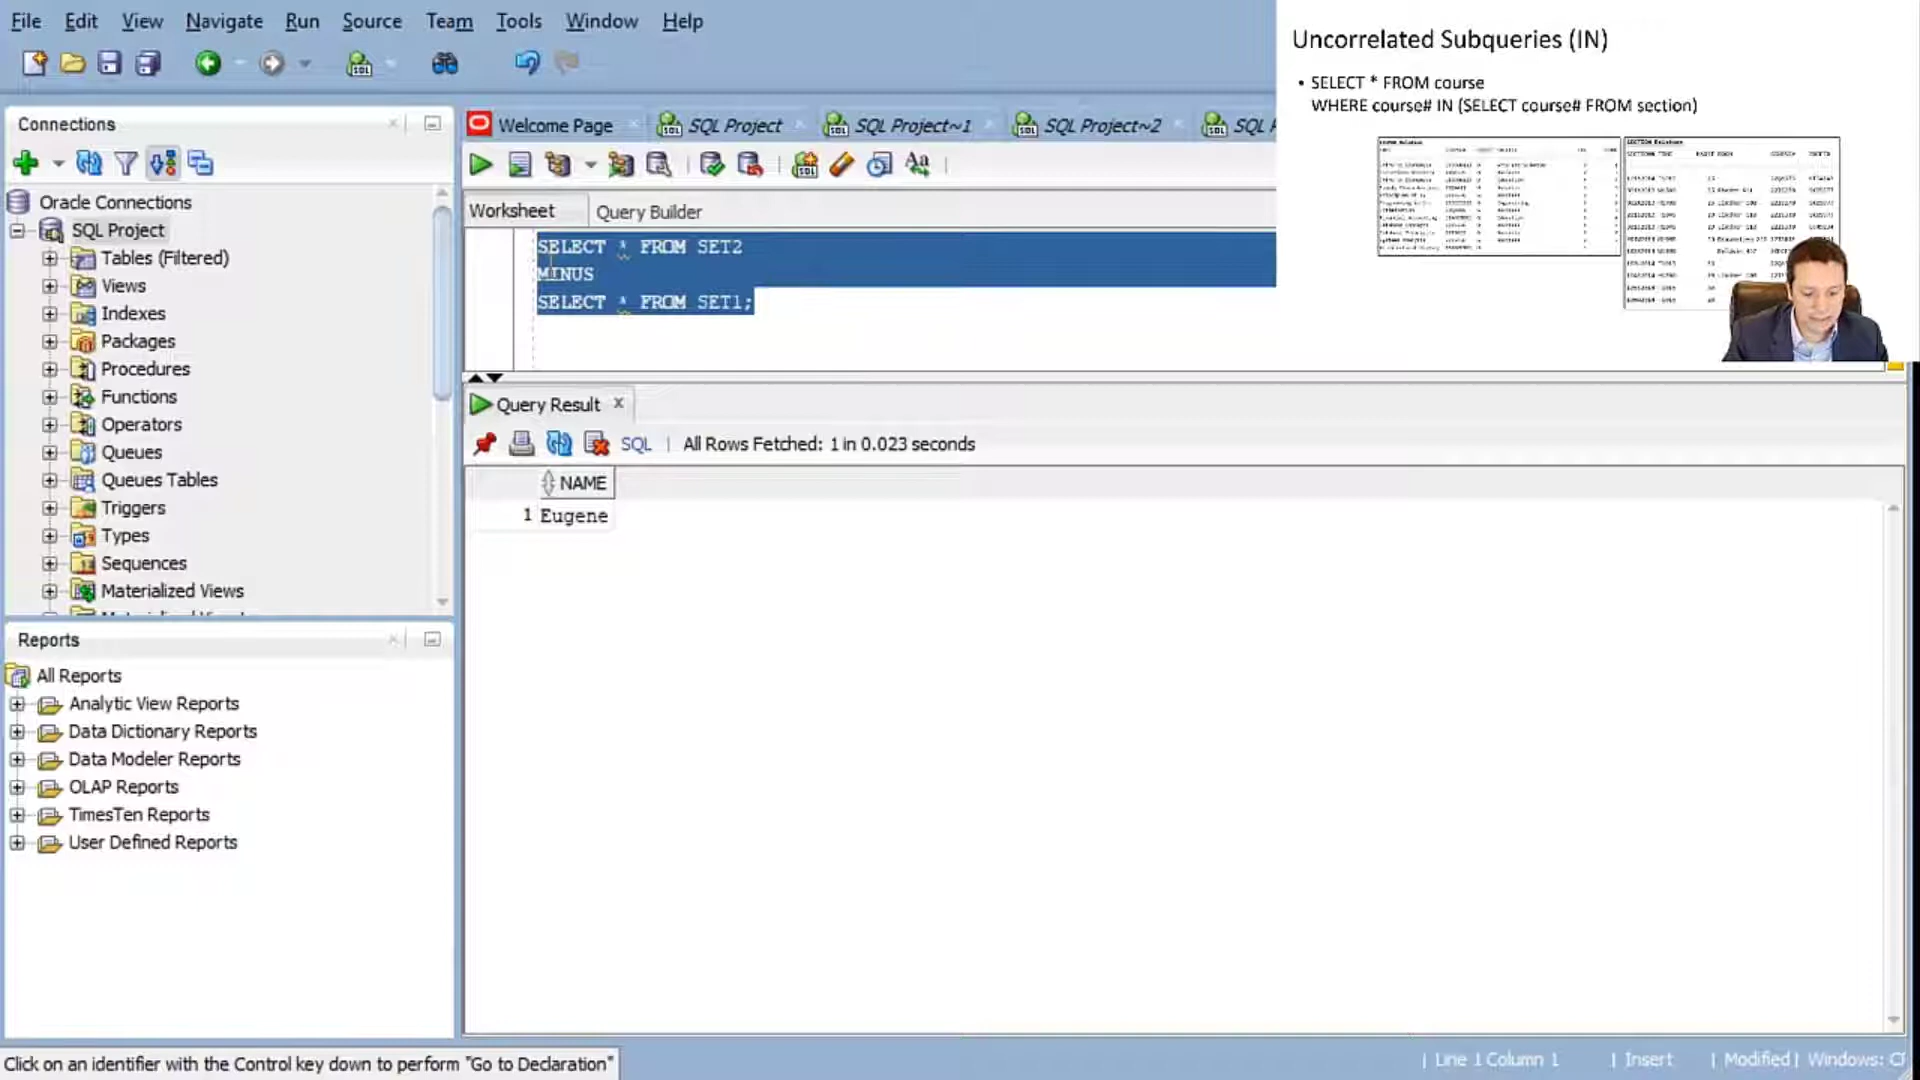 File Edit View Navigate Run Source Team Tools Window Help
Uncorrelated Subqueries (IN)
• SELECT * FROM course
WHERE course# IN (SELECT course# FROM section)
Connections
Welcome Page
SQL Project
SQL Project~1
SQL Project~2
SQL
Oracle Connections
SQL Project
Tables (Filtered)
Views
Indexes
Packages
Procedures
Functions
Operators
Queues
Queues Tables
Triggers
Types
Sequences
Materialized Views
Worksheet Query Builder
SELECT * FROM SET2
MINUS
SELECT * FROM SET1;
Query Result
SQL | All Rows Fetched: 1 in 0.023 seconds
NAME
1 Eugene
Reports
All Reports
Analytic View Reports
Data Dictionary Reports
Data Modeler Reports
OLAP Reports
TimesTen Reports
User Defined Reports
Click on an identifier with the Control key down to perform "Go to Declaration"
| Line 1 Column 1 | Insert | Modified | Windows: